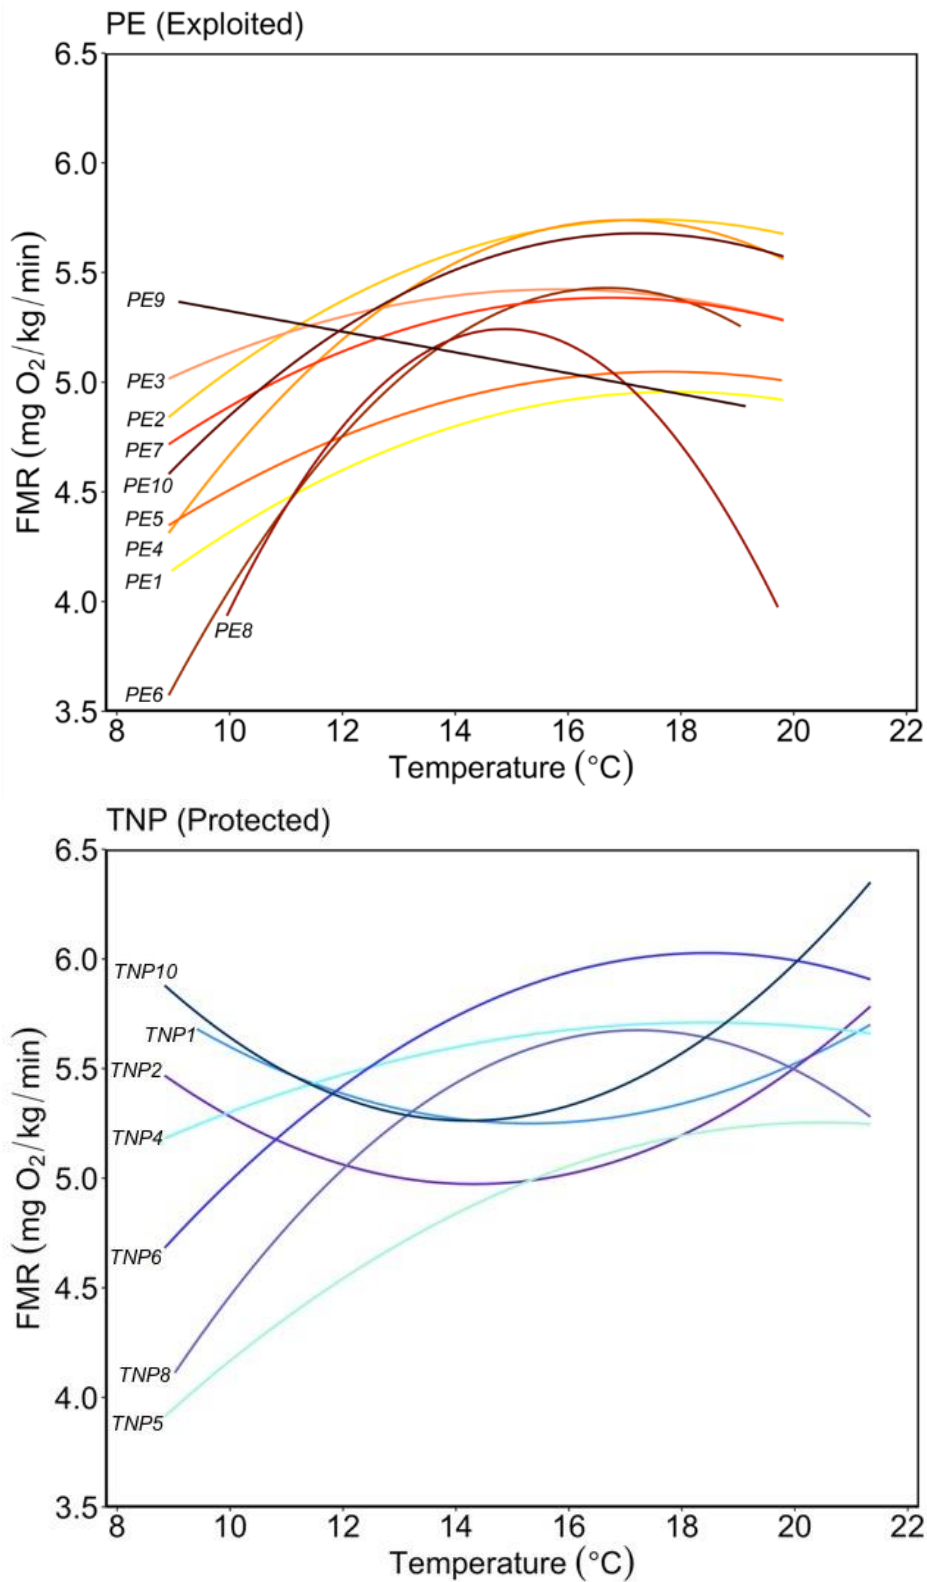 PE (Exploited)
6.5
6.0
5.5
5.0
4.5
4.0
3.5
FMR (mg O₂/kg/min)
PE9
PE3
PE2
PE7
PE10
PE5
PE4
PE1
PE8
PE6
8 10 12 14 16 18 20 22
Temperature (°C)
TNP (Protected)
6.5
6.0
5.5
5.0
4.5
4.0
3.5
FMR (mg O₂/kg/min)
TNP10
TNP1
TNP2
TNP4
TNP6
TNP8
TNP5
8 10 12 14 16 18 20 22
Temperature (°C)